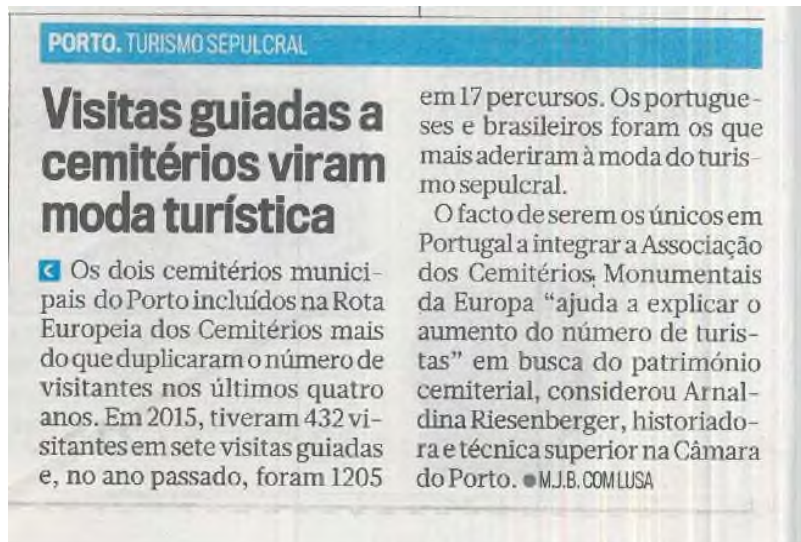 PORTO. TURISMO SEPULCRAL
Visitas guiadas a
cemitérios viram
moda turística
Os dois cemitérios munici-
pais do Porto incluídos na Rota
Europeia dos Cemitérios mais
do que duplicaram o número de
visitantes nos últimos quatro
anos. Em 2015, tiveram 432 vi-
sitantes em sete visitas guiadas
e, no ano passado, foram 1205
em 17 percursos. Os portugue-
ses e brasileiros foram os que
mais aderiram à moda do turis-
mo sepulcral.
O facto de serem os únicos em
Portugal a integrar a Associação
dos Cemitérios Monumentais
da Europa “ajuda a explicar o
aumento do número de turis-
tas” em busca do património
cemiterial, considerou Arnal-
dina Riesenberger, historiado-
ra e técnica superior na Câmara
do Porto. ● M.J.B. COM LUSA